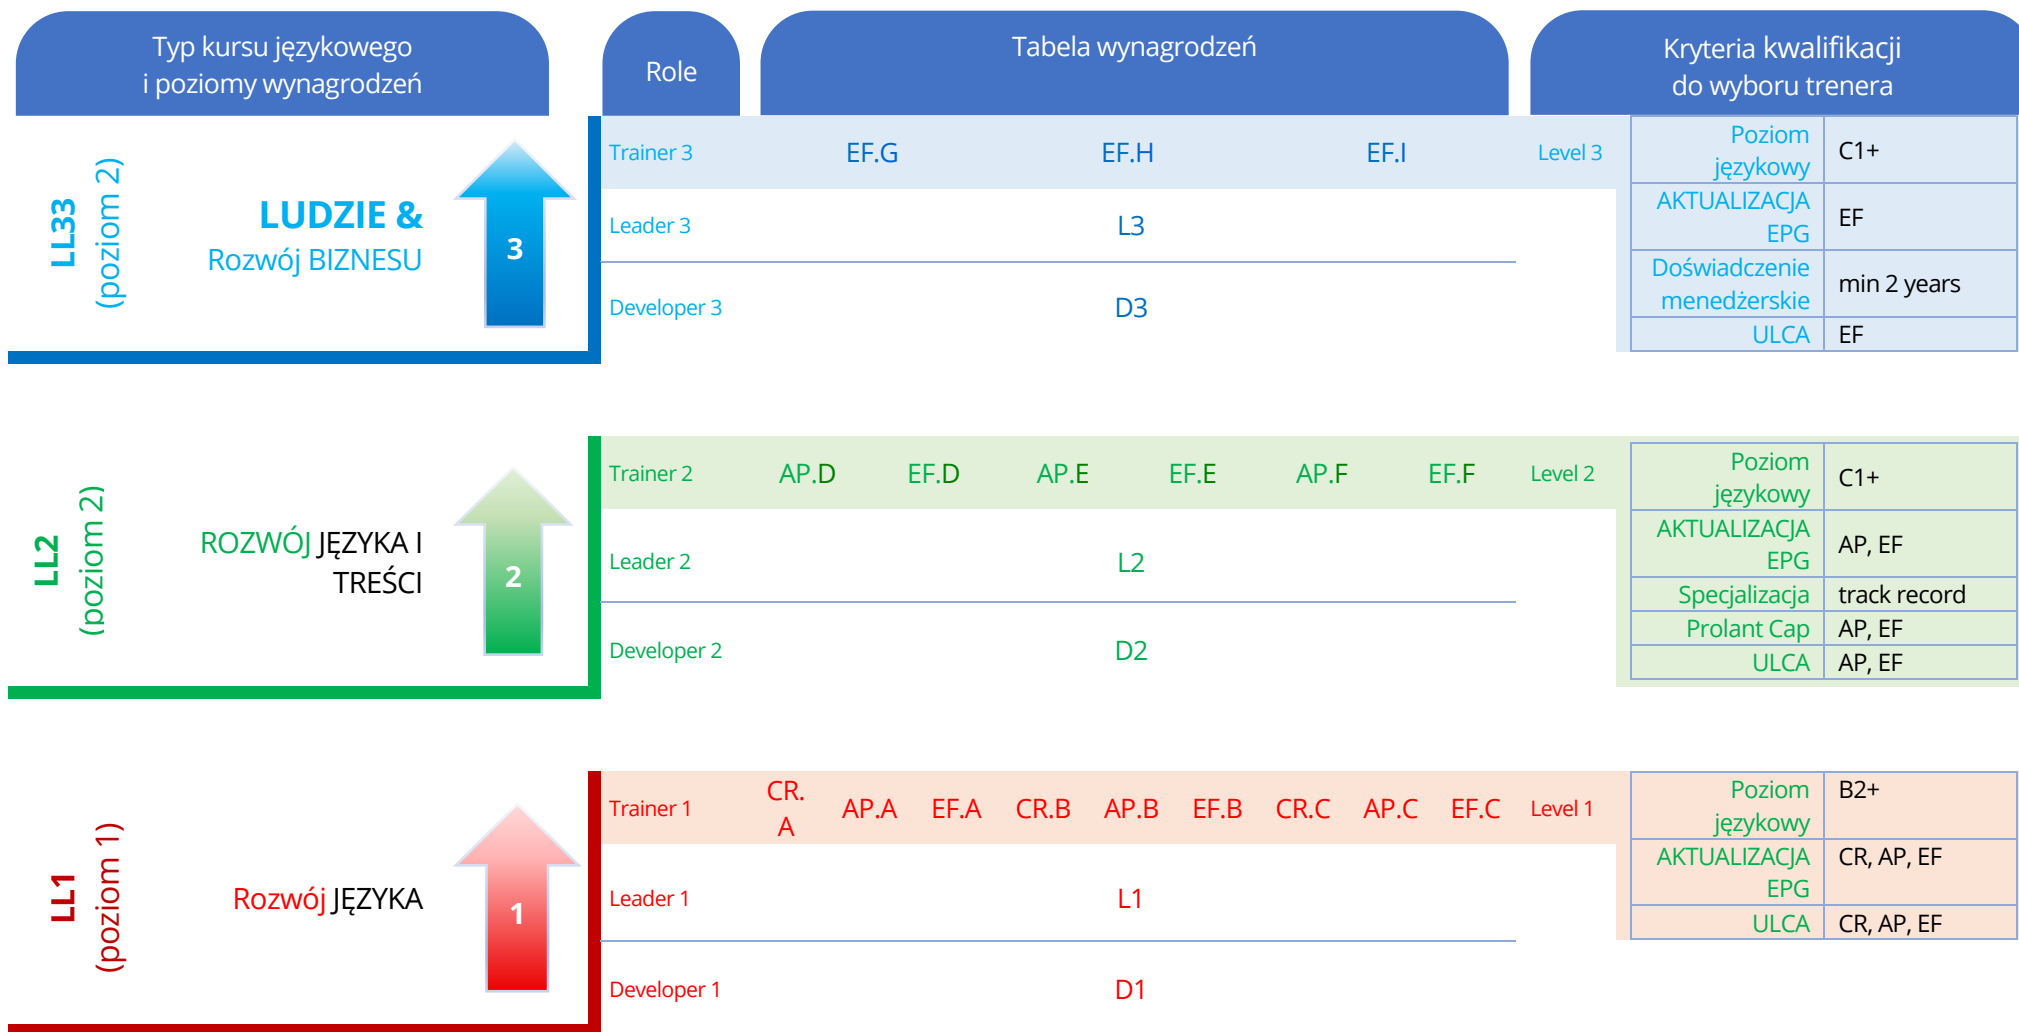 Typ kursu językowego
i poziomy wynagrodzeń
Role
Tabela wynagrodzeń
Kryteria kwalifikacji
do wyboru trenera
LL33
(poziom 2)
LUDZIE &
Rozwój BIZNESU
3
Trainer 3
EF.G
EF.H
EF.I
Level 3
Leader 3
L3
Developer 3
D3
Poziom
językowy
C1+
AKTUALIZACJA
EPG
EF
Doświadczenie
menedżerskie
min 2 years
ULCA
EF
LL2
(poziom 2)
ROZWÓJ JĘZYKA I
TREŚCI
2
Trainer 2
AP.D
EF.D
AP.E
EF.E
AP.F
EF.F
Level 2
Leader 2
L2
Developer 2
D2
Poziom
językowy
C1+
AKTUALIZACJA
EPG
AP, EF
Specjalizacja
track record
Prolant Cap
AP, EF
ULCA
AP, EF
LL1
(poziom 1)
Rozwój JĘZYKA
1
Trainer 1
CR.
A
AP.A
EF.A
CR.B
AP.B
EF.B
CR.C
AP.C
EF.C
Level 1
Leader 1
L1
Developer 1
D1
Poziom
językowy
B2+
AKTUALIZACJA
EPG
CR, AP, EF
ULCA
CR, AP, EF